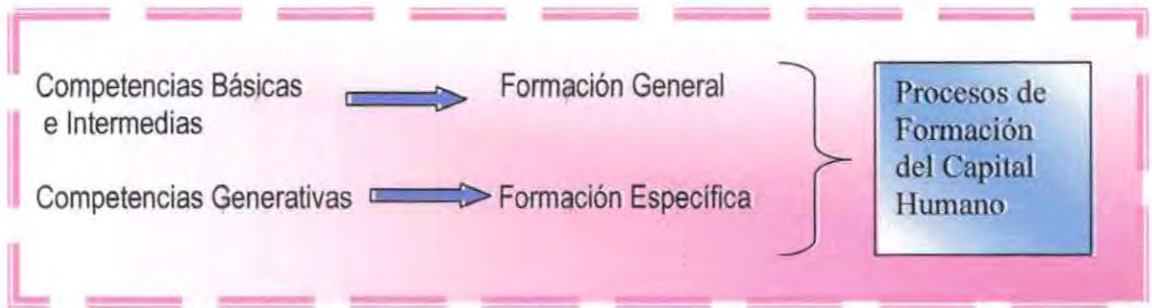 Competencias Básicas
e Intermedias
Formación General
Competencias Generativas
Formación Específica
Procesos de
Formación
del Capital
Humano